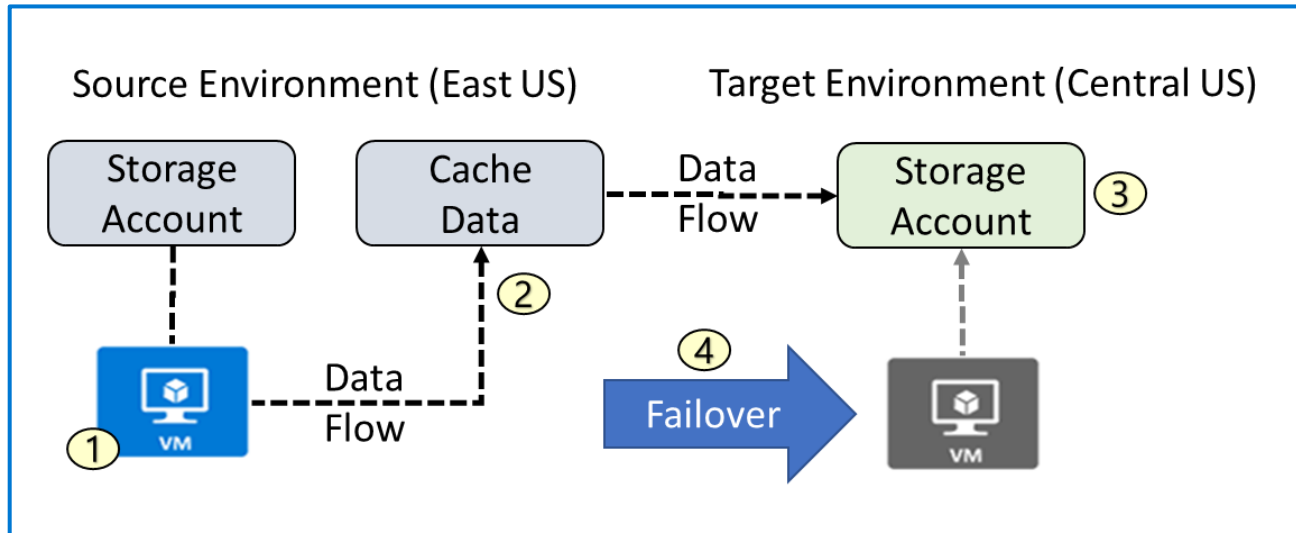 Source Environment (East US)
Target Environment (Central US)
Storage
Account
Cache
Data
Data
Flow
Storage
Account
3
2
1
VM
Data
Flow
4
Failover
VM